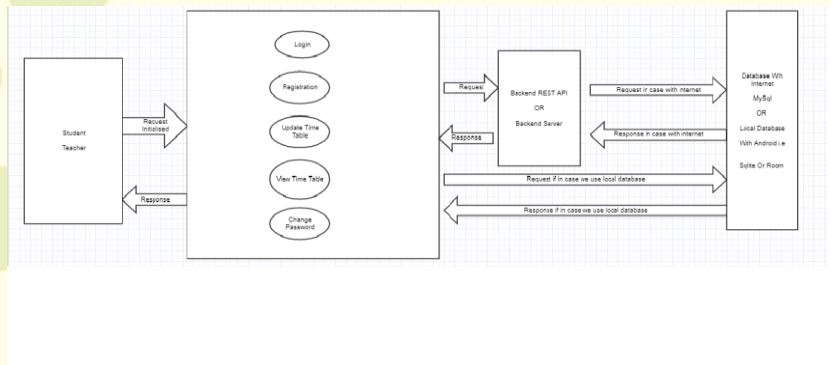 Student
Teacher
Request
Initilised
Response
Login
Registration
Update Time
Table
View Time Table
Change
Password
Request
Response
Backend REST API
OR
Backend Server
Request in case with nternet
Response in case with internet
Request if in case we use local database
Response if in case we use local database
Database Wih
Internet
MySql
OR
Local Database
With Android i.e
Sqlite Or Room